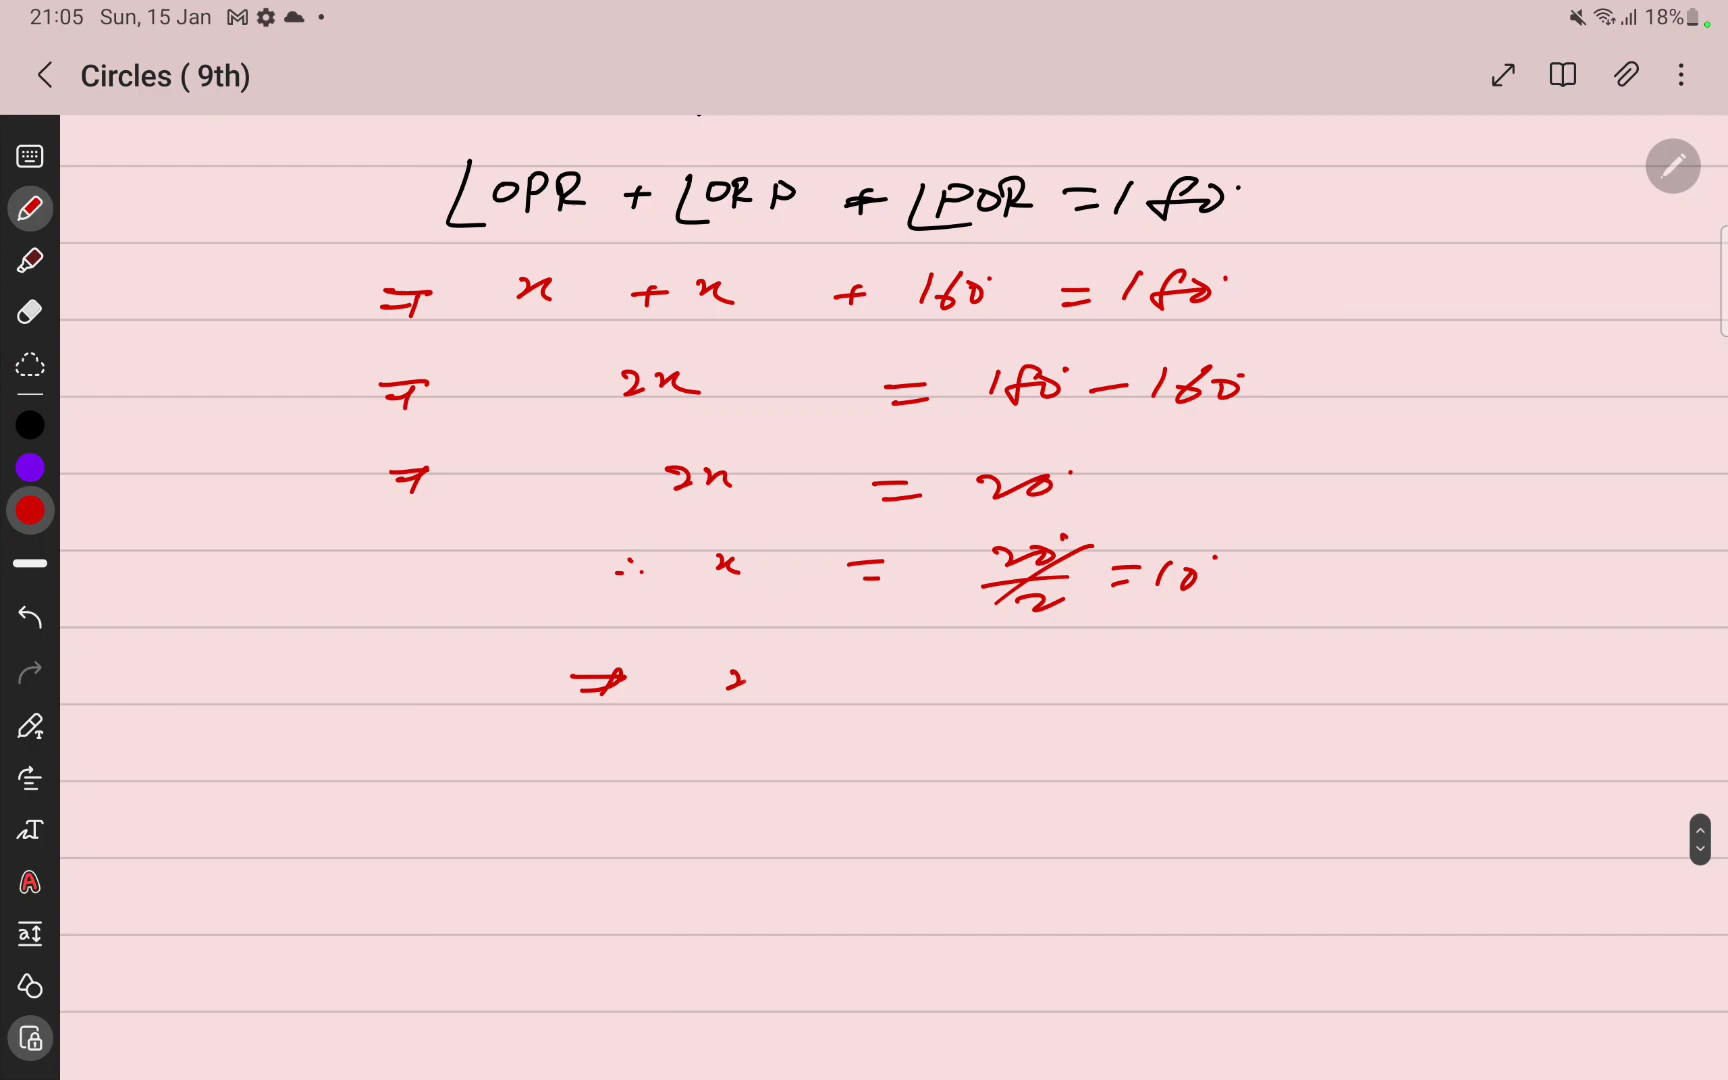 21:05 Sun, 15 Jan 18%
Circles ( 9th)
∠OPR + ∠ORP + ∠POR = 180°
⇒ x + x + 160° = 180°
⇒ 2x = 180° - 160°
⇒ 2x = 20°
∴ x = 20°/2 = 10°
⇒